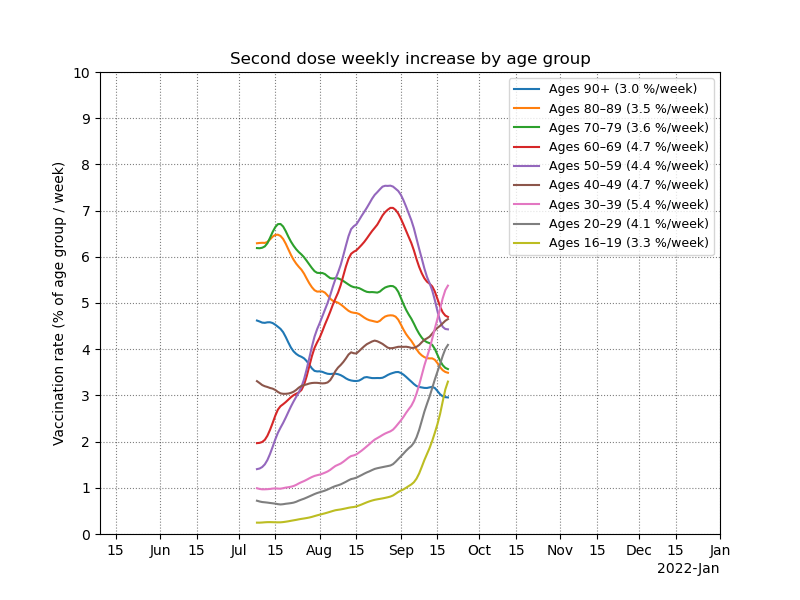 Second dose weekly increase by age group
Vaccination rate (% of age group / week)
10
9
8
7
6
5
4
3
2
1
0
Ages 90+ (3.0 %/week)
Ages 80–89 (3.5 %/week)
Ages 70–79 (3.6 %/week)
Ages 60–69 (4.7 %/week)
Ages 50–59 (4.4 %/week)
Ages 40–49 (4.7 %/week)
Ages 30–39 (5.4 %/week)
Ages 20–29 (4.1 %/week)
Ages 16–19 (3.3 %/week)
15 Jun 15 Jul 15 Aug 15 Sep 15 Oct 15 Nov 15 Dec 15 Jan
2022-Jan